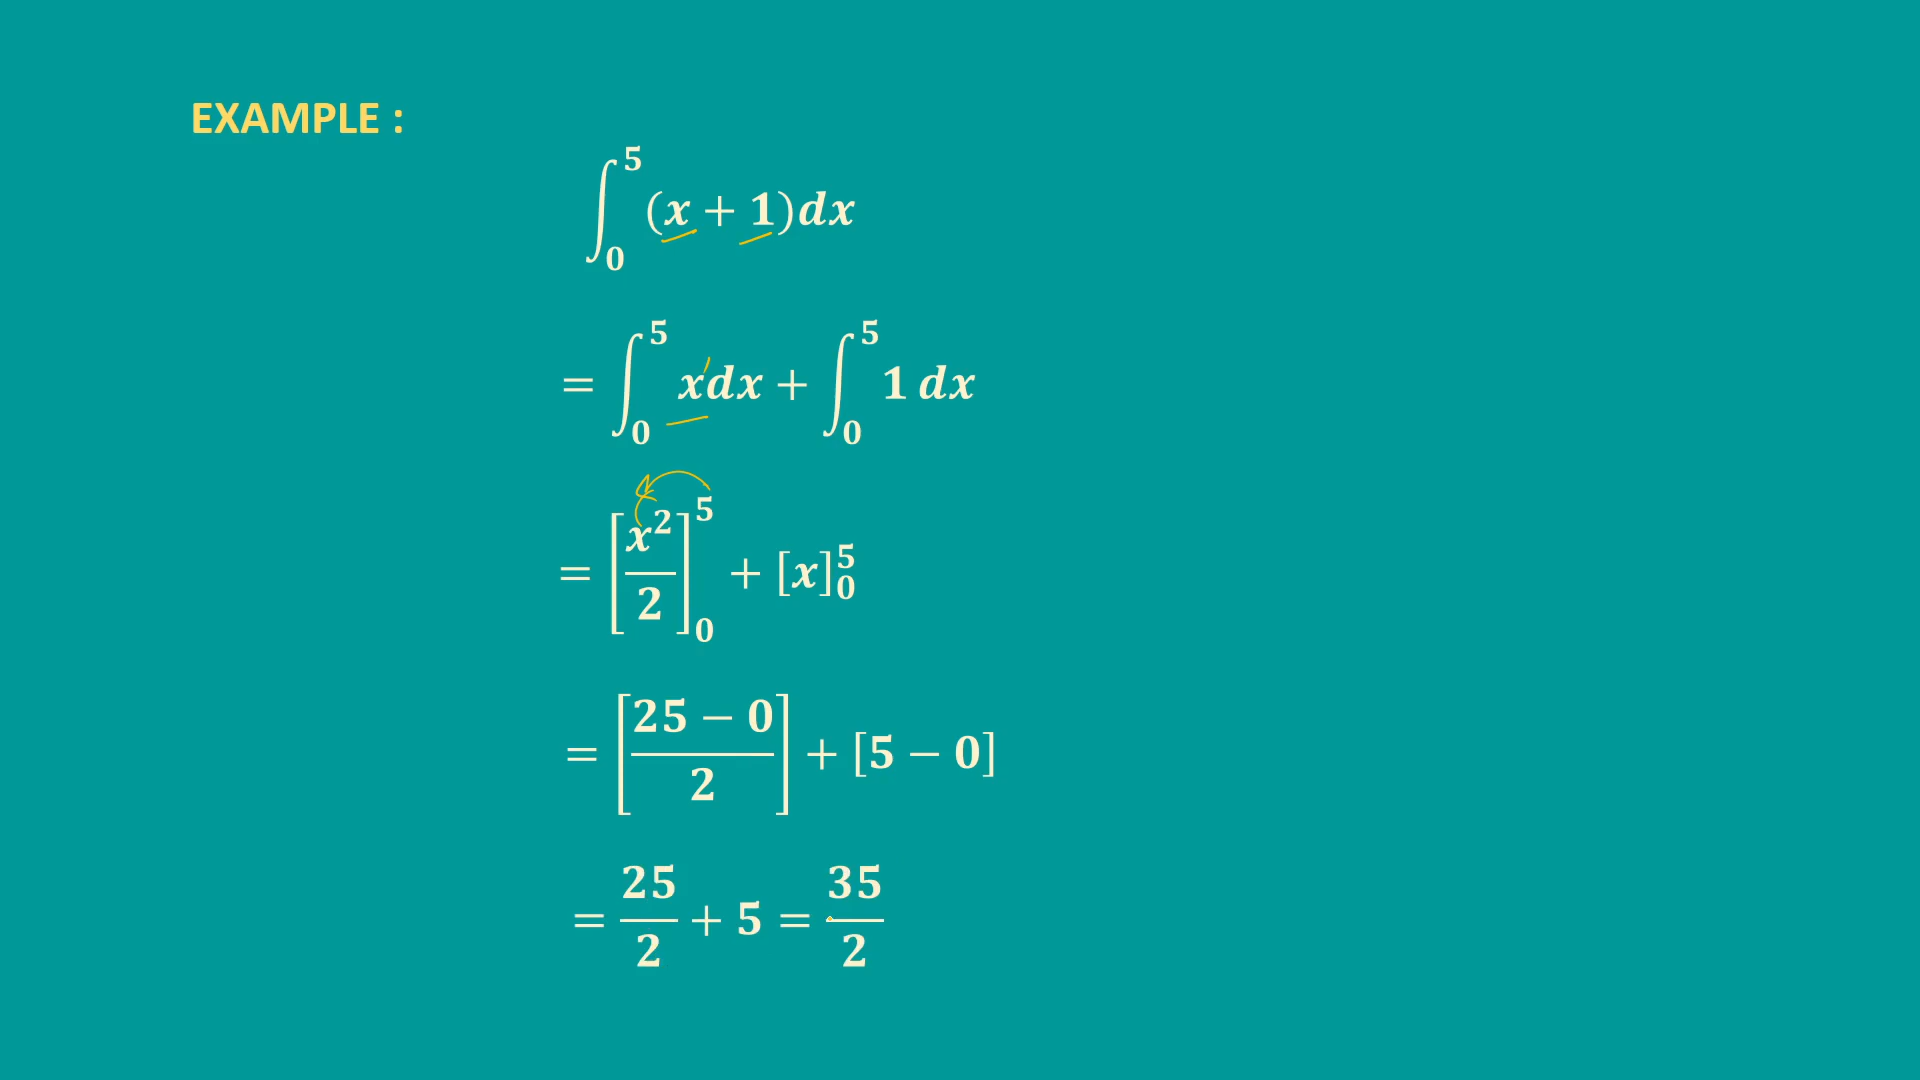 EXAMPLE :
∫₀⁵ (x + 1)dx
= ∫₀⁵ xdx + ∫₀⁵ 1 dx
= [x²/2]₀⁵ + [x]₀⁵
= [(25 − 0)/2] + [5 − 0]
= 25/2 + 5 = 35/2